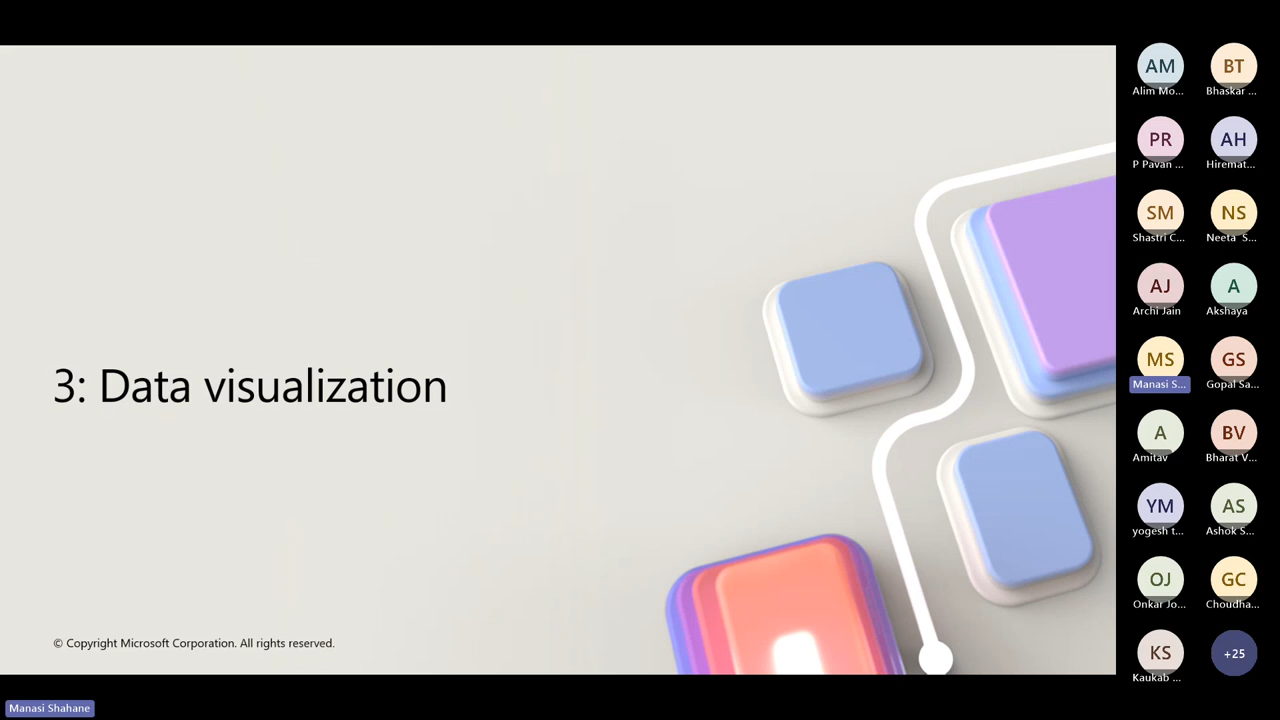 3: Data visualization
© Copyright Microsoft Corporation. All rights reserved.
AM
Alim Mo...
BT
Bhaskar ...
PR
P Pavan ...
AH
Hiremat...
SM
Shastri C...
NS
Neeta S...
AJ
Archi Jain
A
Akshaya
MS
Manasi S...
GS
Gopal Sa...
A
Amitav
BV
Bharat V...
YM
yogesh t...
AS
Ashok S...
OJ
Onkar Jo...
GC
Choudha...
KS
Kaukab ...
+25
Manasi Shahane